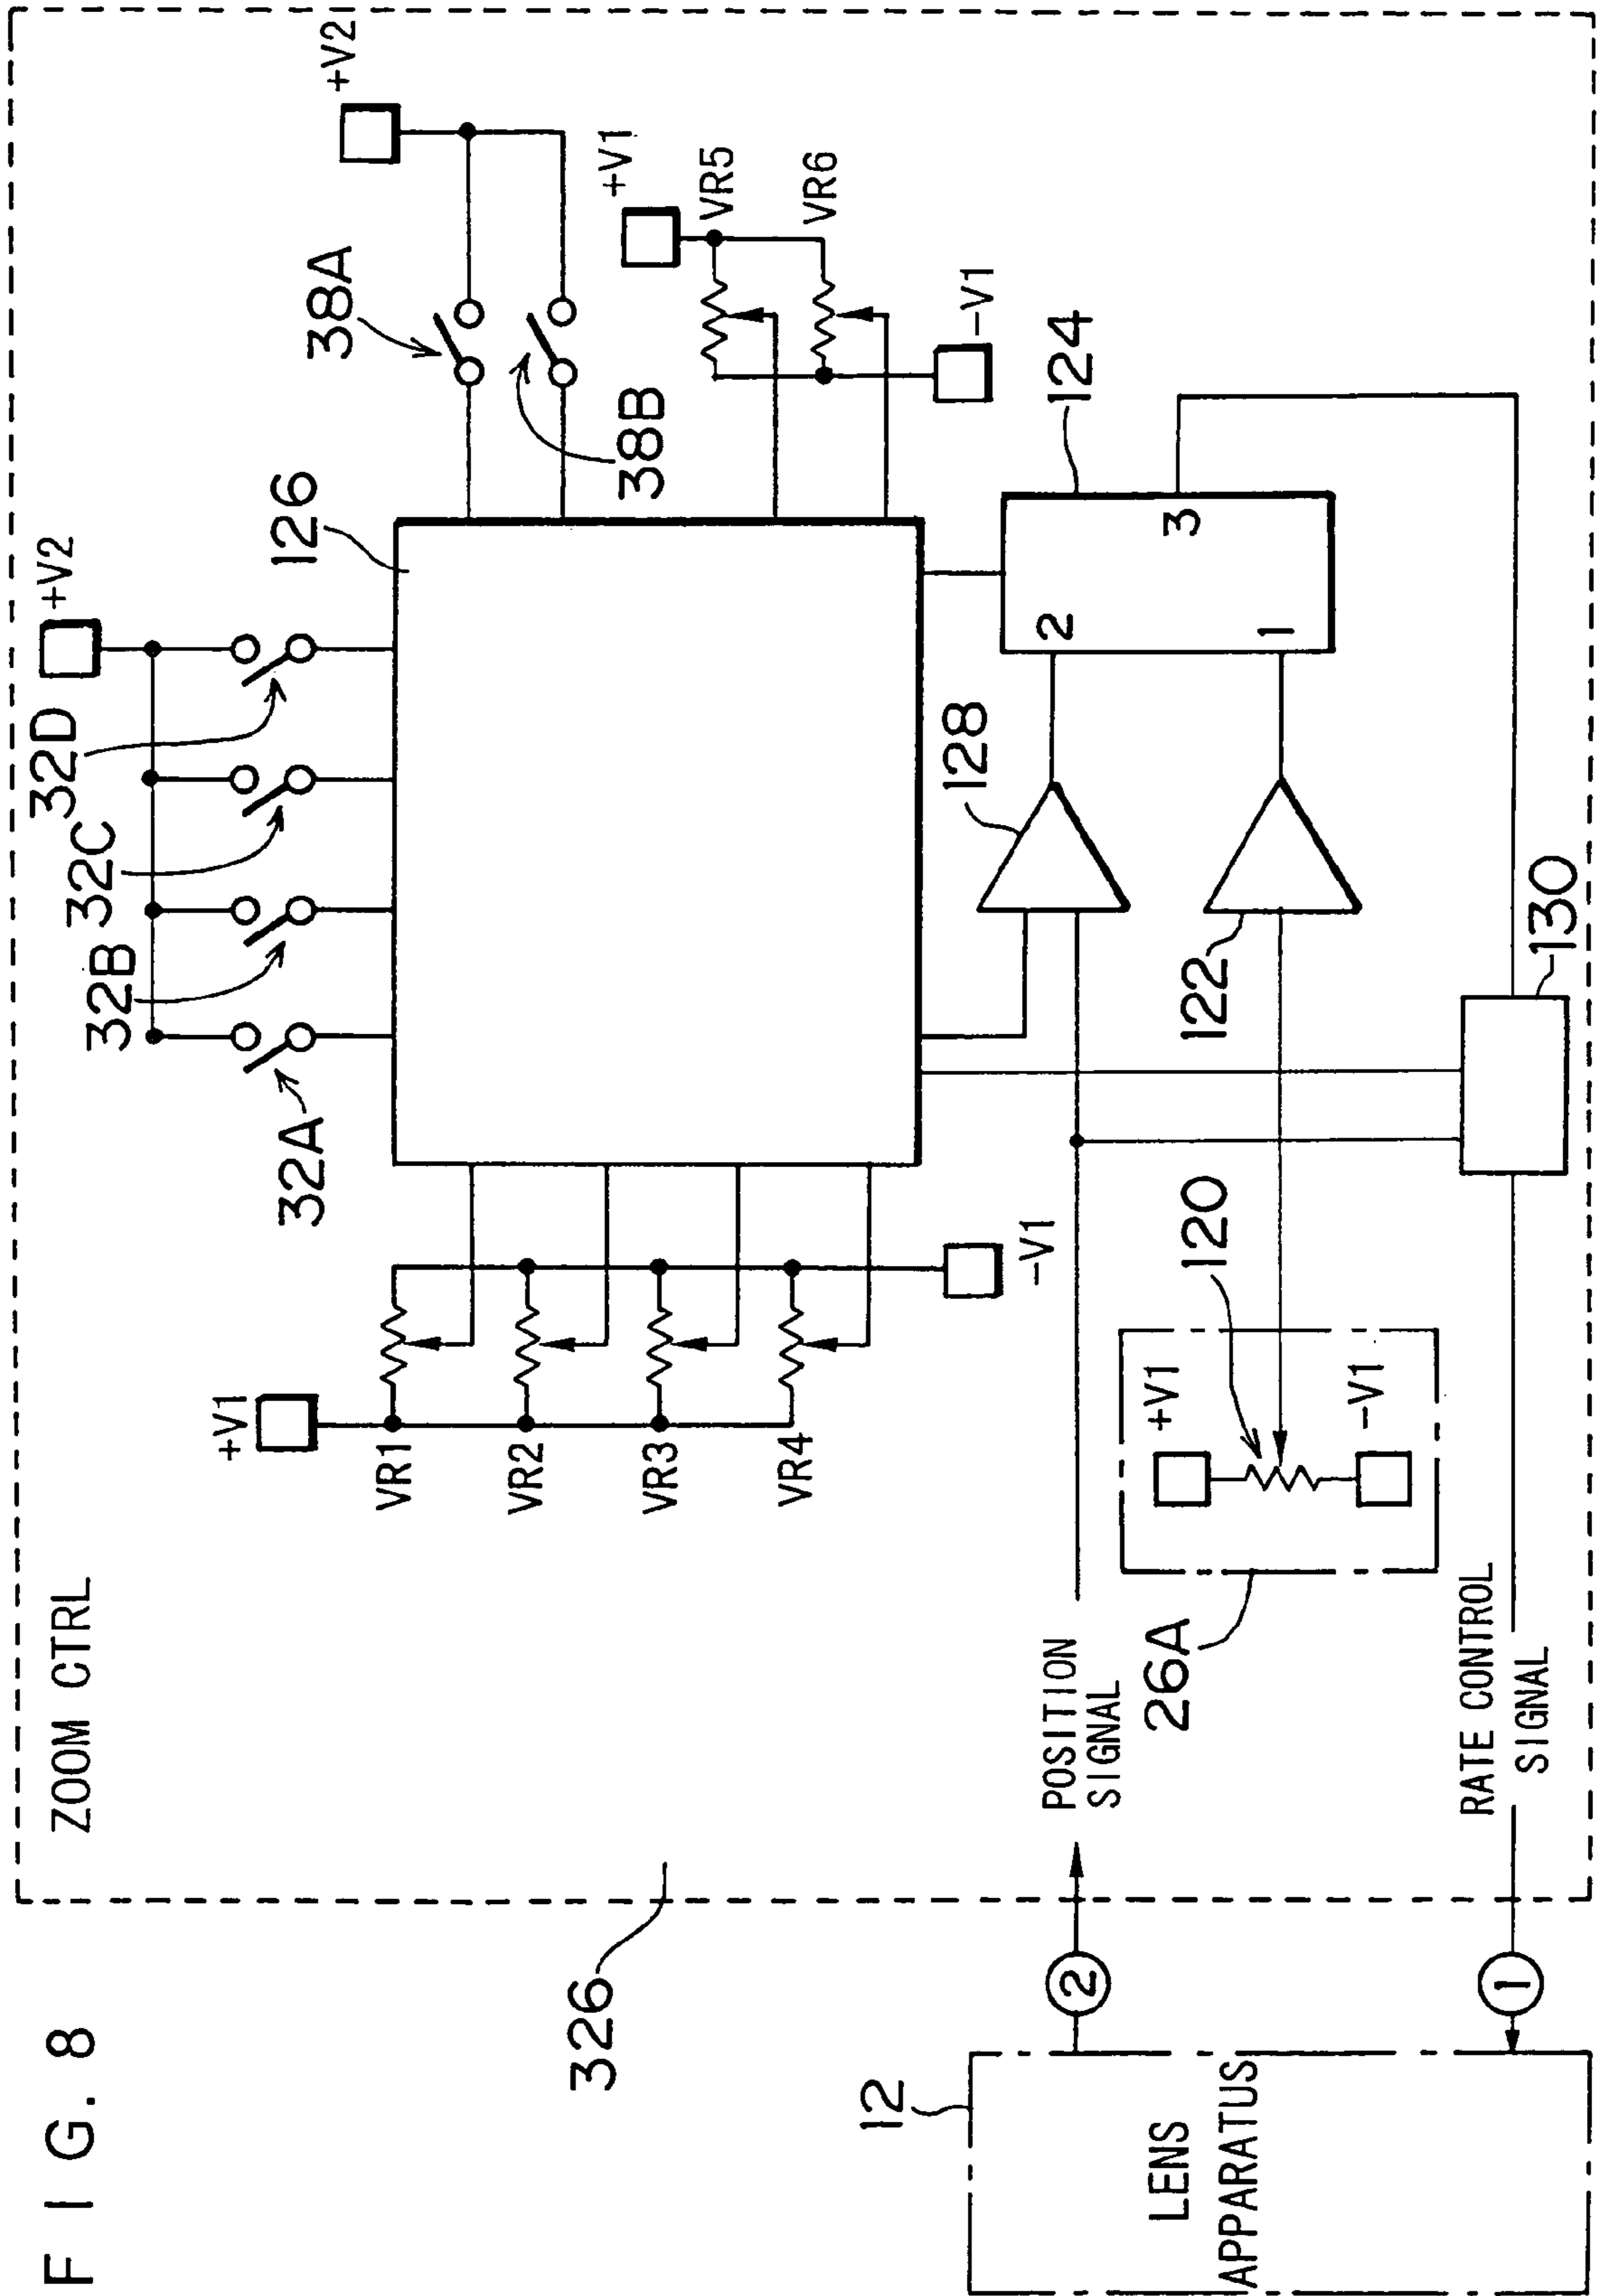 FIG. 8
ZOOM CTRL
326
+V2
32D
32C
32B
32A
126
+V2
38A
38B
+V1
VR5
VR6
-V1
+V1
VR1
VR2
VR3
VR4
-V1
124
2
3
1
128
122
130
120
+V1
-V1
26A
POSITION
SIGNAL
RATE CONTROL
SIGNAL
2
1
12
LENS
APPARATUS